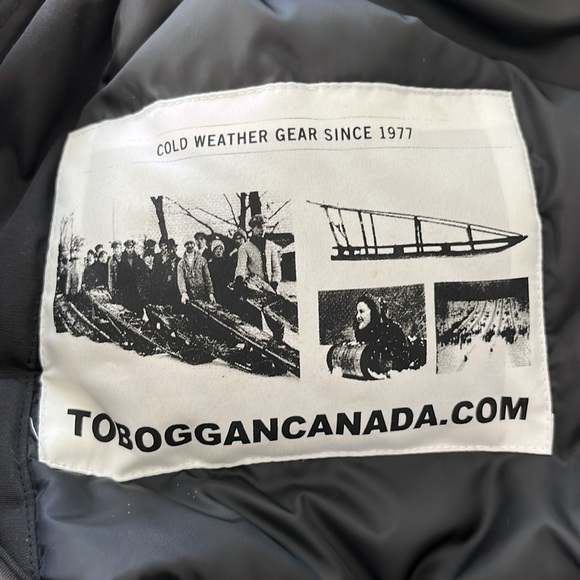 COLD WEATHER GEAR SINCE 1977
TOBOGGANCANADA.COM